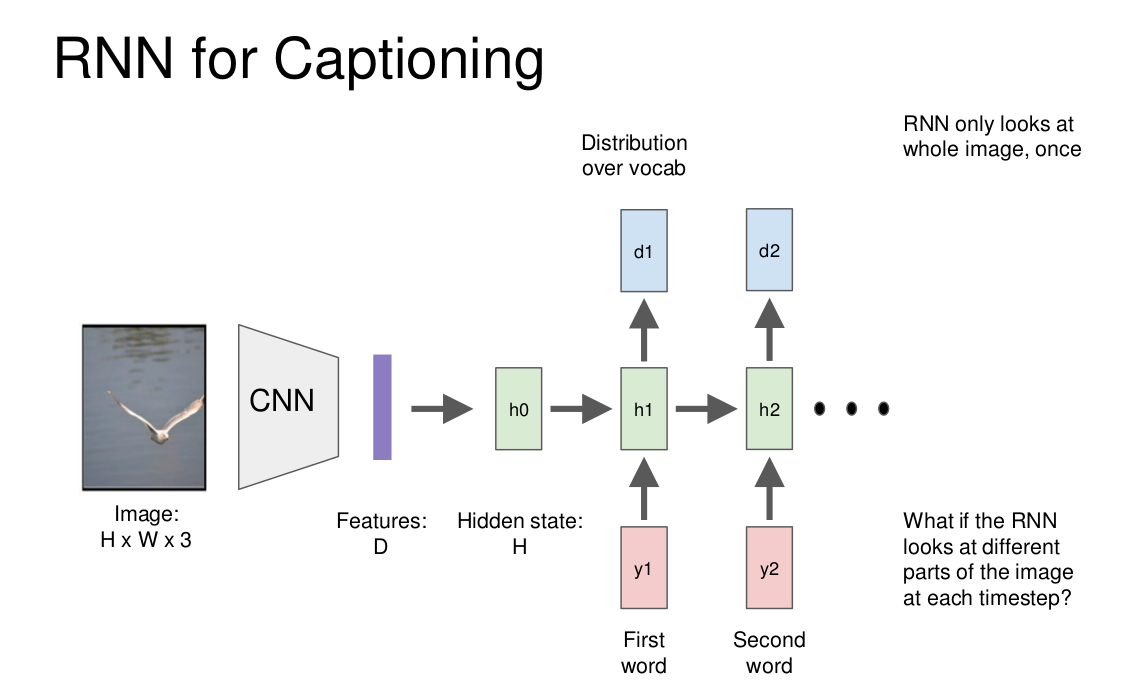 RNN for Captioning
Distribution
over vocab
RNN only looks at
whole image, once
d1
d2
CNN
h0
h1
h2
Image:
H x W x 3
Features:
D
Hidden state:
H
y1
y2
First
word
Second
word
What if the RNN
looks at different
parts of the image
at each timestep?